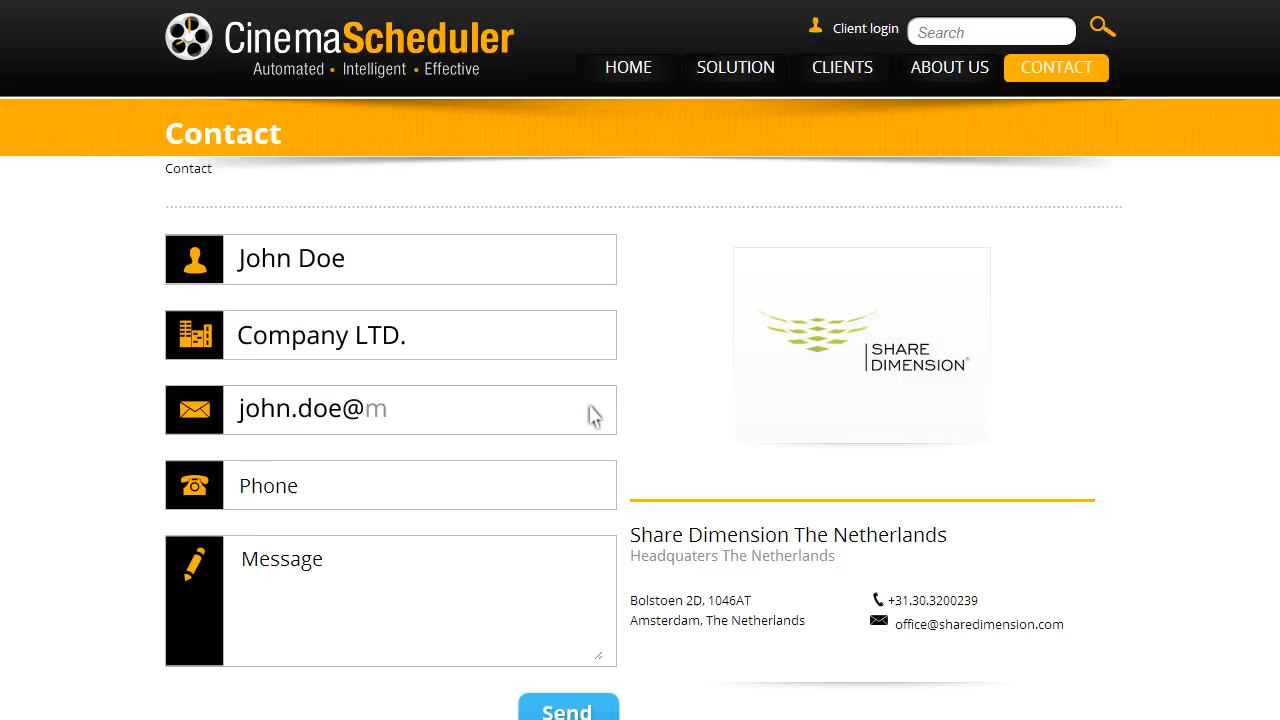 CinemaScheduler
Automated • Intelligent • Effective
Client login
Search
HOME
SOLUTION
CLIENTS
ABOUT US
CONTACT
Contact
Contact
John Doe
Company LTD.
john.doe@m
Phone
Message
Send
SHARE
DIMENSION®
Share Dimension The Netherlands
Headquaters The Netherlands
Bolstoen 2D, 1046AT
Amsterdam, The Netherlands
+31.30.3200239
office@sharedimension.com